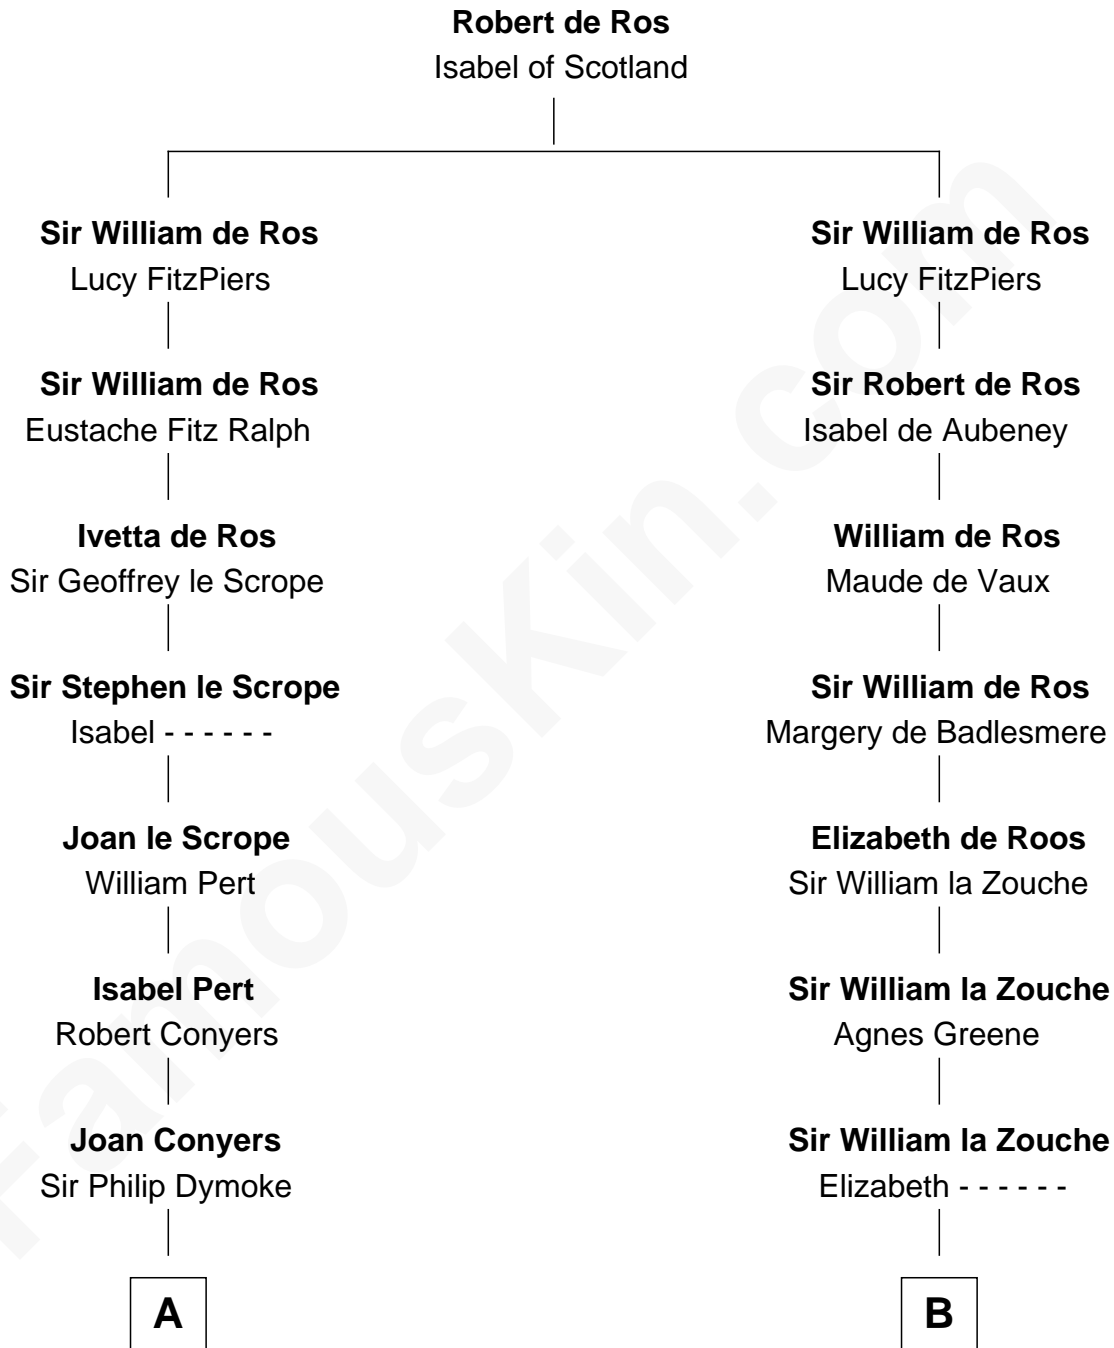 Robert de Ros
Isabel of Scotland
Sir William de Ros
Lucy FitzPiers
Sir William de Ros
Eustache Fitz Ralph
Ivetta de Ros
Sir Geoffrey le Scrope
Sir Stephen le Scrope
Isabel - - - - - -
Joan le Scrope
William Pert
Isabel Pert
Robert Conyers
Joan Conyers
Sir Philip Dymoke
A
Sir William de Ros
Lucy FitzPiers
Sir Robert de Ros
Isabel de Aubeney
William de Ros
Maude de Vaux
Sir William de Ros
Margery de Badlesmere
Elizabeth de Roos
Sir William la Zouche
Sir William la Zouche
Agnes Greene
Sir William la Zouche
Elizabeth - - - - - -
B
FamousKin.com